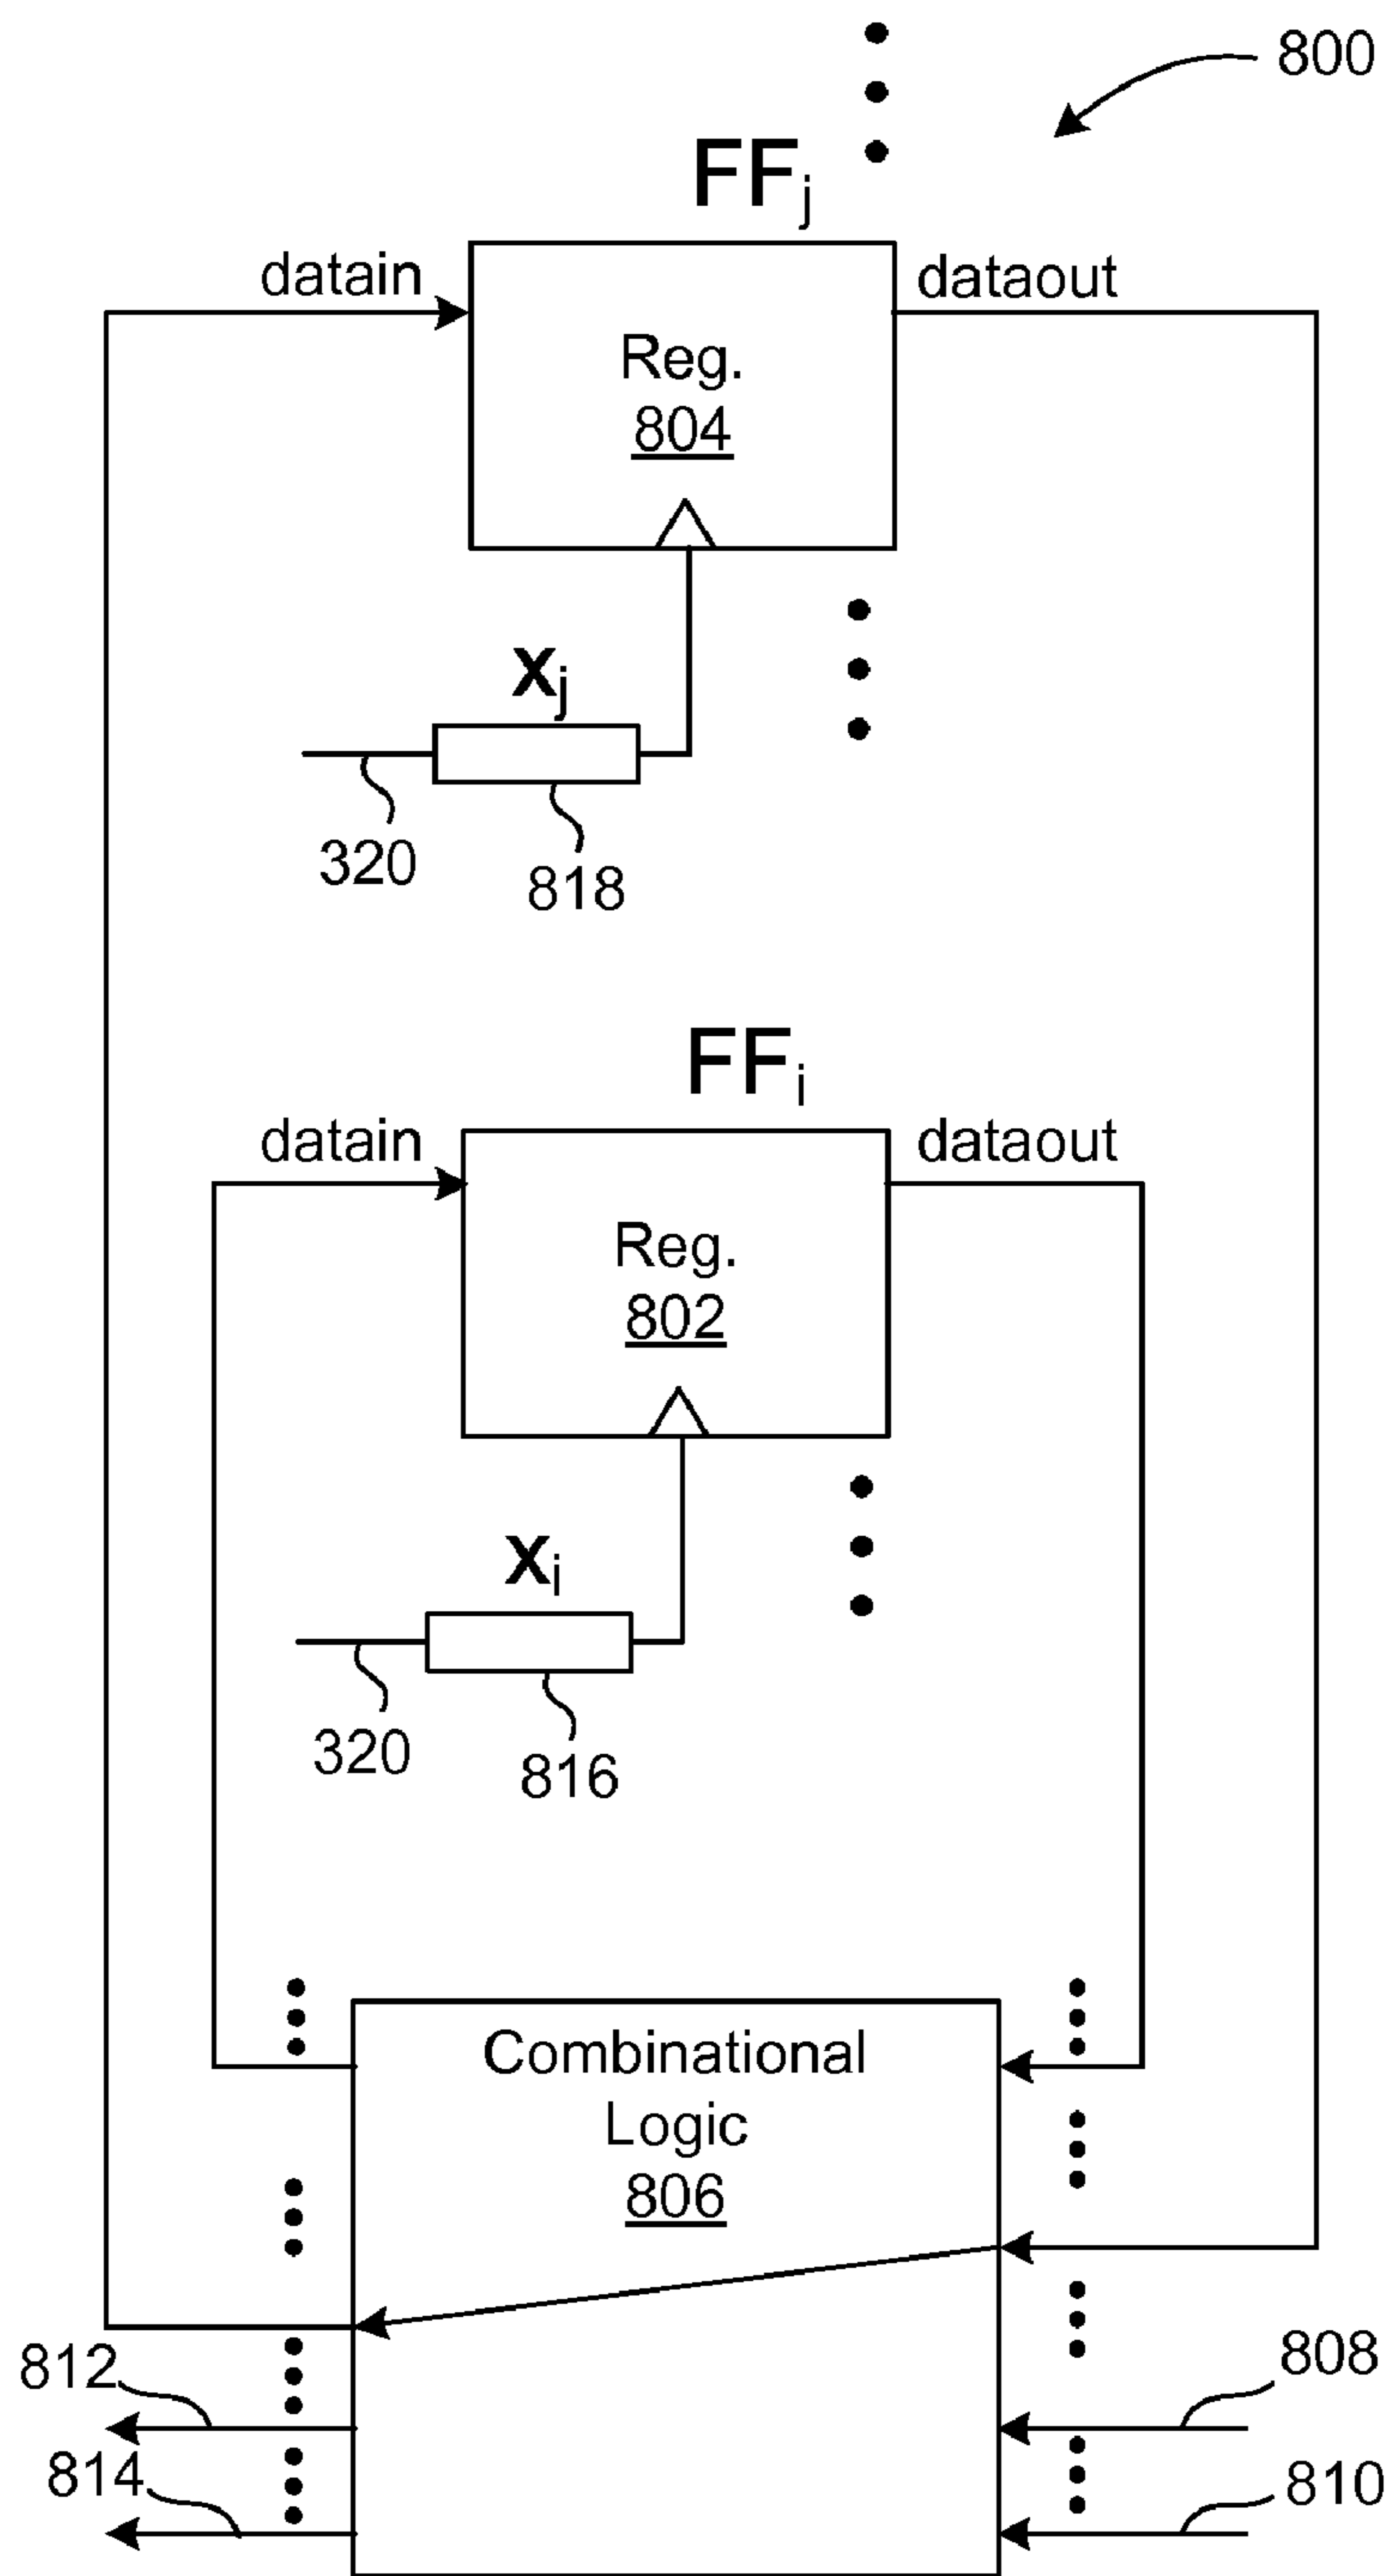 800
FFj
datain
dataout
Reg.
804
Xj
320
818
FFi
datain
dataout
Reg.
802
Xi
320
816
Combinational
Logic
806
812
808
814
810